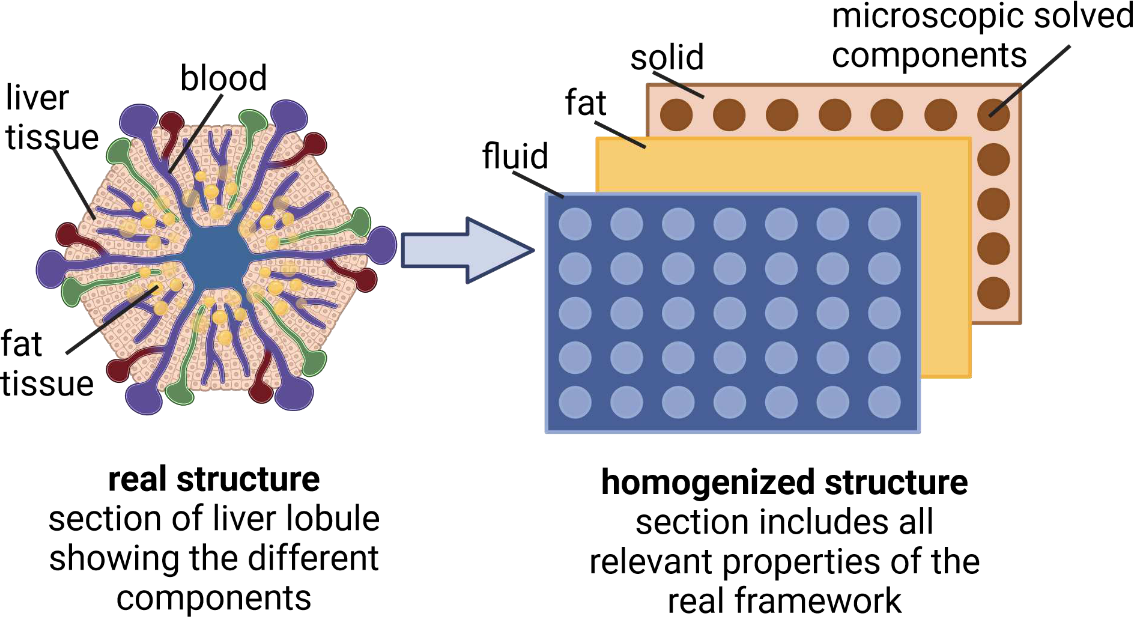 liver
tissue
blood
fat
tissue
real structure
section of liver lobule
showing the different
components
microscopic solved
components
solid
fat
fluid
homogenized structure
section includes all
relevant properties of the
real framework